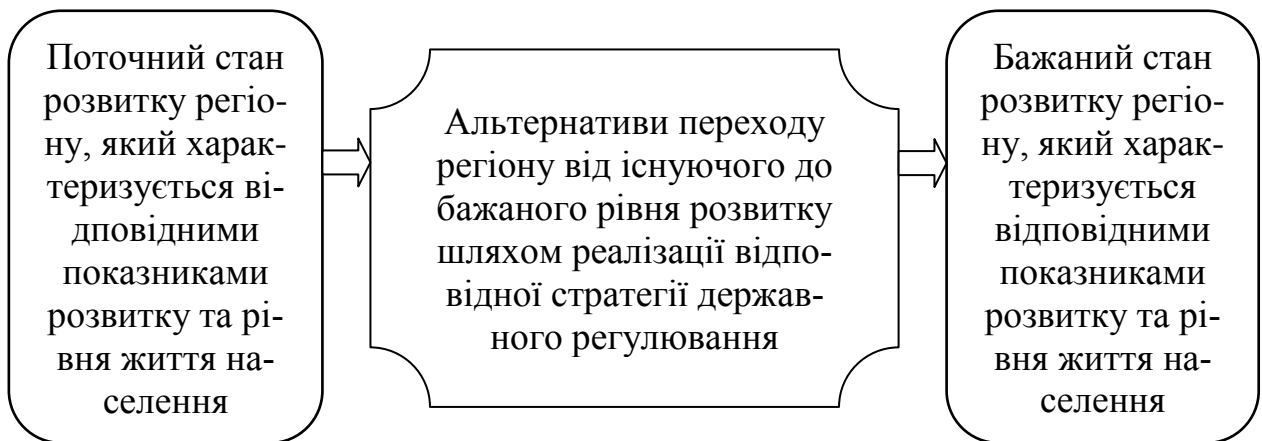 Поточний стан
розвитку регіо-
ну, який харак-
теризується ві-
дповідними
показниками
розвитку та рі-
вня життя на-
селення
Альтернативи переходу
регіону від існуючого до
бажаного рівня розвитку
шляхом реалізації відпо-
відної стратегії держав-
ного регулювання
Бажаний стан
розвитку регіо-
ну, який харак-
теризується
відповідними
показниками
розвитку та рі-
вня життя на-
селення